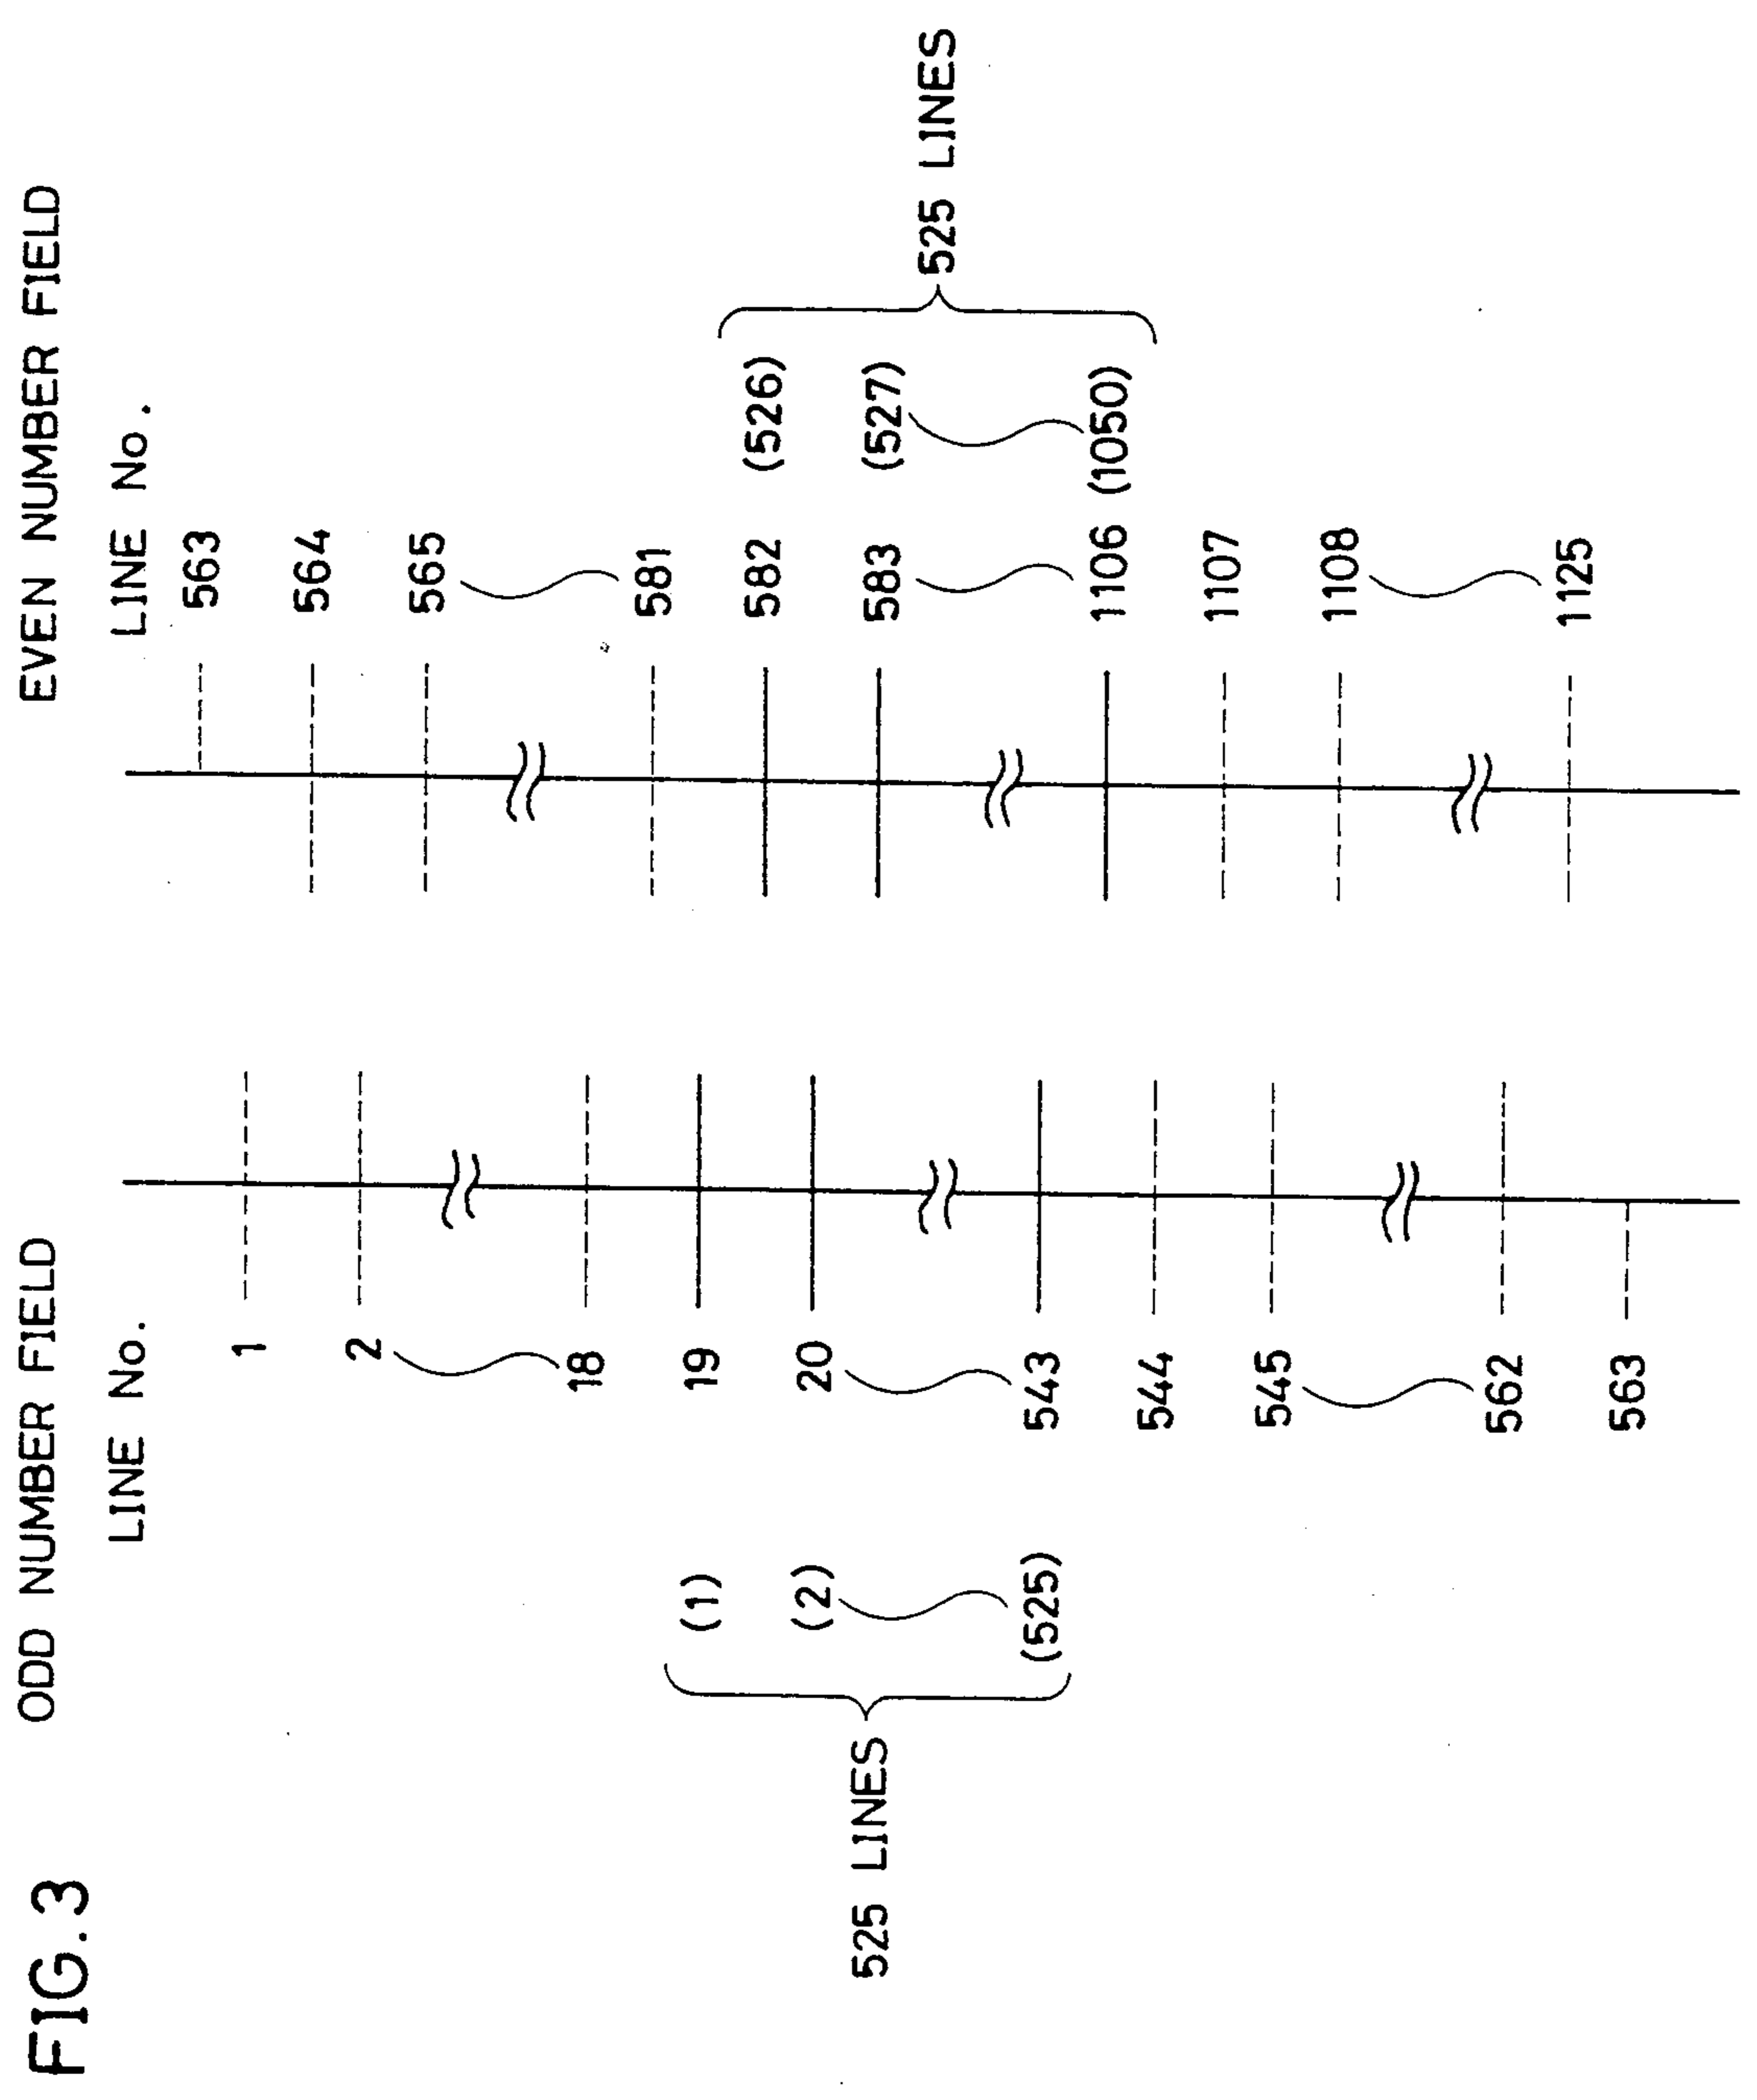 FIG. 3
ODD NUMBER FIELD
EVEN NUMBER FIELD
LINE No.
LINE No.
1
2
18
(1) 19
(2) 20
(525) 543
525 LINES
544
545
562
563
563
564
565
581
582 (526)
583 (527)
1106 (1050)
525 LINES
1107
1108
1125